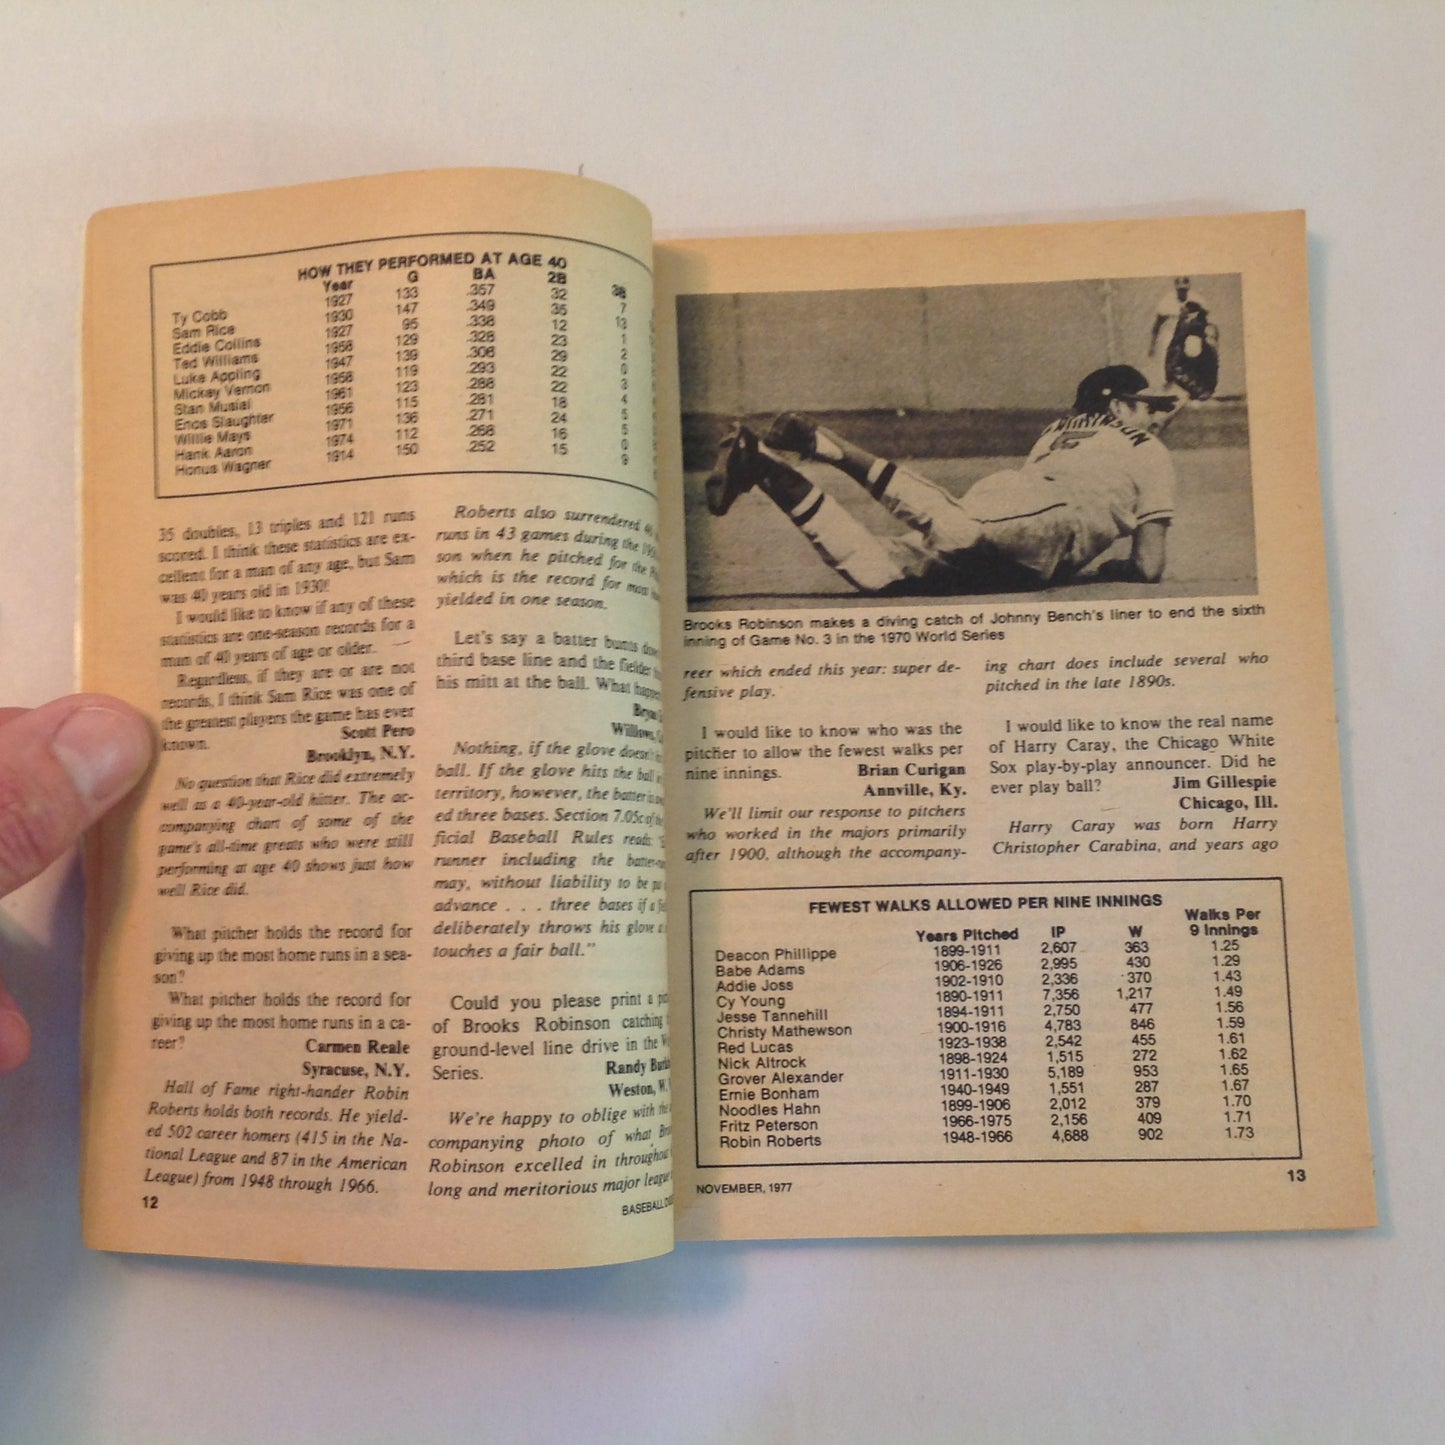 HOW THEY PERFORMED AT AGE 40
Year G BA 2B 3B
Ty Cobb 1927 133 .357 32 7
Sam Rice 1930 147 .349 35 13
Eddie Collins 1927 95 .338 12 1
Ted Williams 1958 129 .328 23 2
Luke Appling 1947 139 .306 29 0
Mickey Vernon 1958 119 .293 22 3
Stan Musial 1961 123 .288 22 4
Enos Slaughter 1956 115 .281 18 5
Willie Mays 1971 136 .271 24 5
Hank Aaron 1974 112 .268 16 0
Honus Wagner 1914 150 .252 15 9
35 doubles, 13 triples and 121 runs
scored. I think these statistics are ex-
cellent for a man of any age, but Sam
was 40 years old in 1930!
I would like to know if any of these
statistics are one-season records for a
man of 40 years of age or older.
Regardless, if they are or are not
records, I think Sam Rice was one of
the greatest players the game has ever
known.
Scott Pero
Brooklyn, N.Y.
No question that Rice did extremely
well as a 40-year-old hitter. The ac-
companying chart of some of the
game's all-time greats who were still
performing at age 40 shows just how
well Rice did.
What pitcher holds the record for
giving up the most home runs in a sea-
son?
What pitcher holds the record for
giving up the most home runs in a ca-
reer?
Carmen Reale
Syracuse, N.Y.
Hall of Fame right-hander Robin
Roberts holds both records. He yield-
ed 502 career homers (415 in the Na-
tional League and 87 in the American
League) from 1948 through 1966.
12
Roberts also surrendered
runs in 43 games during the
son when he pitched for the
which is the record for most
yielded in one season.
Let's say a batter bunts down
third base line and the fielder
his mitt at the ball. What happens
Willows,
Nothing, if the glove doesn't
ball. If the glove hits the ball
territory, however, the batter is
ed three bases. Section 7.05c of the
ficial Baseball Rules reads:
runner including the batter-
may, without liability to be
advance . . . three bases if a
deliberately throws his glove
touches a fair ball."
Could you please print a
of Brooks Robinson catching
ground-level line drive in the
Series.
Randy
Weston, W.
We're happy to oblige with the
companying photo of what
Robinson excelled in throughout
long and meritorious major league
BASEBALL
ROBINSON
5
Brooks Robinson makes a diving catch of Johnny Bench's liner to end the sixth
inning of Game No. 3 in the 1970 World Series
reer which ended this year: super de-
fensive play.
I would like to know who was the
pitcher to allow the fewest walks per
nine innings.
Brian Curigan
Annville, Ky.
We'll limit our response to pitchers
who worked in the majors primarily
after 1900, although the accompany-
ing chart does include several who
pitched in the late 1890s.
I would like to know the real name
of Harry Caray, the Chicago White
Sox play-by-play announcer. Did he
ever play ball?
Jim Gillespie
Chicago, Ill.
Harry Caray was born Harry
Christopher Carabina, and years ago
FEWEST WALKS ALLOWED PER NINE INNINGS
Years Pitched IP W Walks Per 9 Innings
Deacon Phillippe 1899-1911 2,607 363 1.25
Babe Adams 1906-1926 2,995 430 1.29
Addie Joss 1902-1910 2,336 370 1.43
Cy Young 1890-1911 7,356 1,217 1.49
Jesse Tannehill 1894-1911 2,750 477 1.56
Christy Mathewson 1900-1916 4,783 846 1.59
Red Lucas 1923-1938 2,542 455 1.61
Nick Altrock 1898-1924 1,515 272 1.62
Grover Alexander 1911-1930 5,189 953 1.65
Ernie Bonham 1940-1949 1,551 287 1.67
Noodles Hahn 1899-1906 2,012 379 1.70
Fritz Peterson 1966-1975 2,156 409 1.71
Robin Roberts 1948-1966 4,688 902 1.73
NOVEMBER, 1977
13